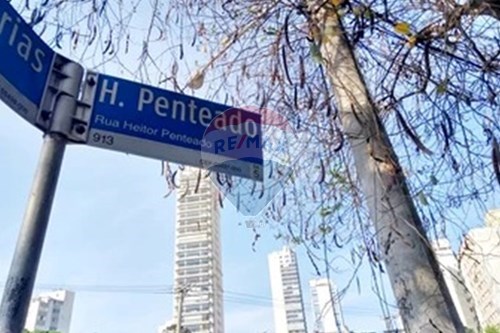 rias
H. Penteado
Rua Heitor Penteado
913
RE/MAX